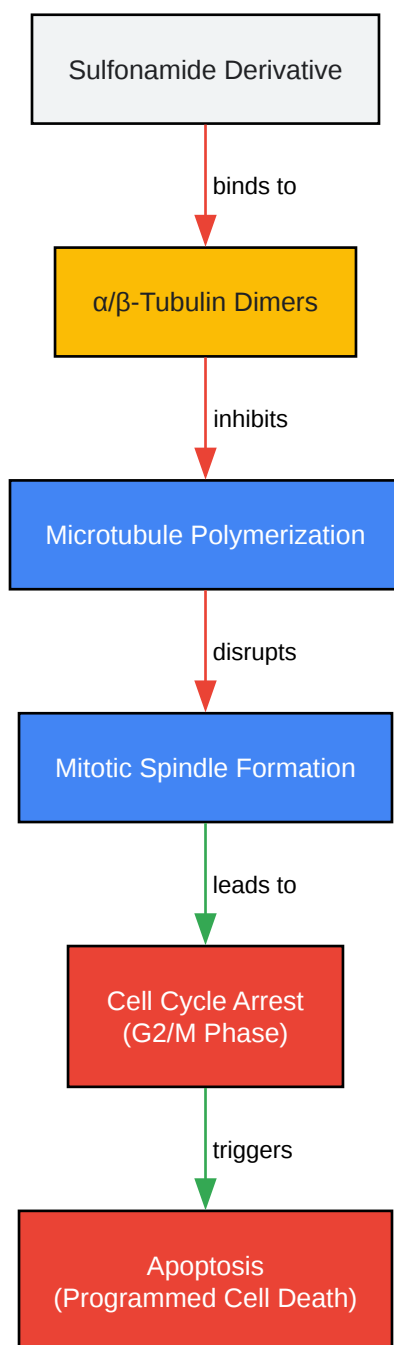 Sulfonamide Derivative
binds to
α/β-Tubulin Dimers
inhibits
Microtubule Polymerization
disrupts
Mitotic Spindle Formation
leads to
Cell Cycle Arrest
(G2/M Phase)
triggers
Apoptosis
(Programmed Cell Death)